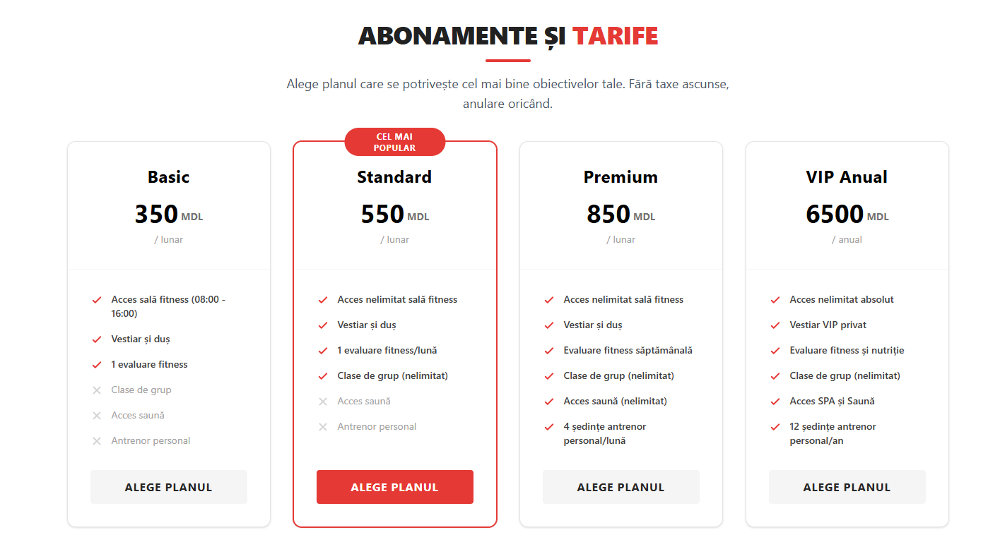 ABONAMENTE ȘI TARIFE
Alege planul care se potrivește cel mai bine obiectivelor tale. Fără taxe ascunse,
anulare oricând.
Basic
350 MDL
/ lunar
Acces sală fitness (08:00 -
16:00)
Vestiar și duș
1 evaluare fitness
Clase de grup
Acces saună
Antrenor personal
ALEGE PLANUL
CEL MAI
POPULAR
Standard
550 MDL
/ lunar
Acces nelimitat sală fitness
Vestiar și duș
1 evaluare fitness/lună
Clase de grup (nelimitat)
Acces saună
Antrenor personal
ALEGE PLANUL
Premium
850 MDL
/ lunar
Acces nelimitat sală fitness
Vestiar și duș
Evaluare fitness săptămânală
Clase de grup (nelimitat)
Acces saună (nelimitat)
4 ședințe antrenor
personal/lună
ALEGE PLANUL
VIP Anual
6500 MDL
/ anual
Acces nelimitat absolut
Vestiar VIP privat
Evaluare fitness și nutriție
Clase de grup (nelimitat)
Acces SPA și Saună
12 ședințe antrenor
personal/an
ALEGE PLANUL